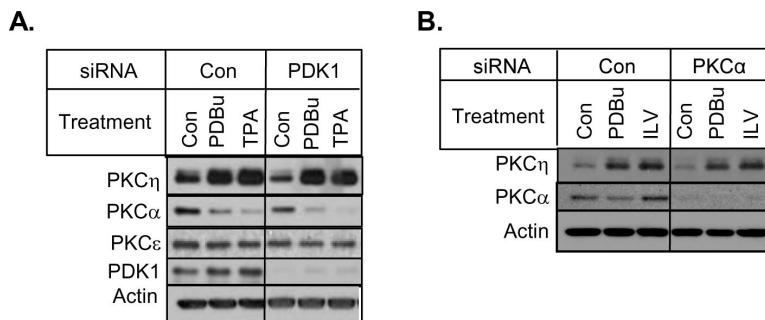 A.
siRNA Con PDK1
Treatment Con PDBu TPA Con PDBu TPA
PKCη
PKCα
PKCε
PDK1
Actin
B.
siRNA Con PKCα
Treatment Con PDBu ILV Con PDBu ILV
PKCη
PKCα
Actin